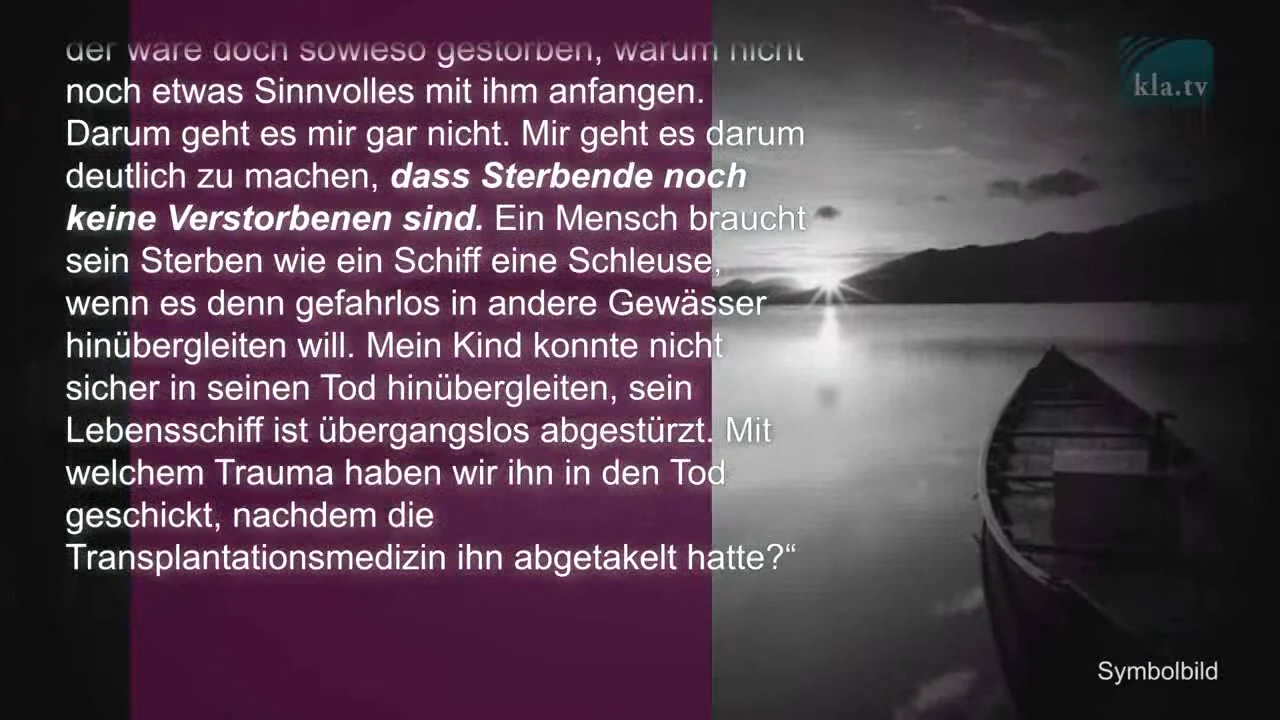 der wäre doch sowieso gestorben, warum nicht
noch etwas Sinnvolles mit ihm anfangen.
Darum geht es mir gar nicht. Mir geht es darum
deutlich zu machen, dass Sterbende noch
keine Verstorbenen sind. Ein Mensch braucht
sein Sterben wie ein Schiff eine Schleuse,
wenn es denn gefahrlos in andere Gewässer
hinübergleiten will. Mein Kind konnte nicht
sicher in seinen Tod hinübergleiten, sein
Lebensschiff ist übergangslos abgestürzt. Mit
welchem Trauma haben wir ihn in den Tod
geschickt, nachdem die
Transplantationsmedizin ihn abgetakelt hatte?“
kla.tv
Symbolbild